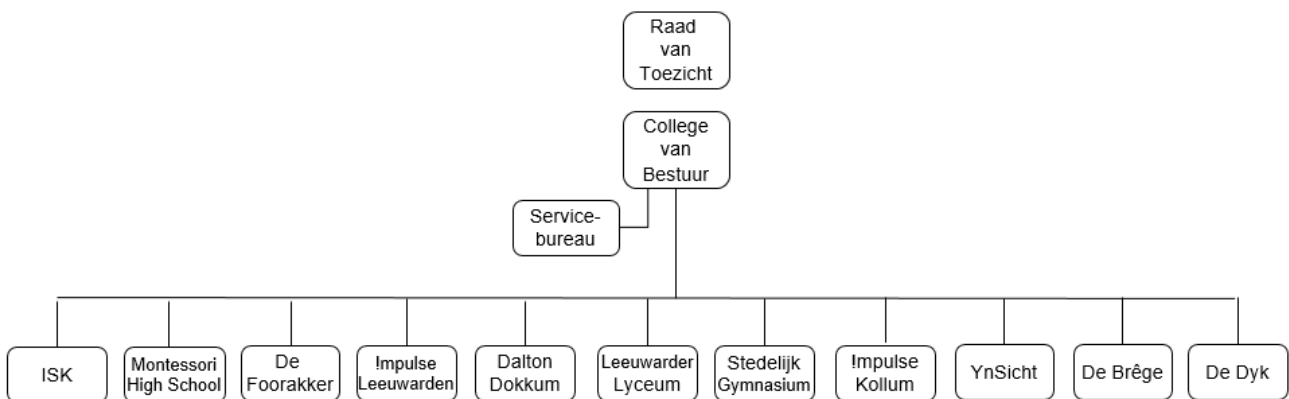 Raad
van
Toezicht
College
van
Bestuur
Service-
bureau
ISK
Montessori
High School
De
Foorakker
!mpulse
Leeuwarden
Dalton
Dokkum
Leeuwarder
Lyceum
Stedelijk
Gymnasium
!mpulse
Kollum
YnSicht
De Brêge
De Dyk